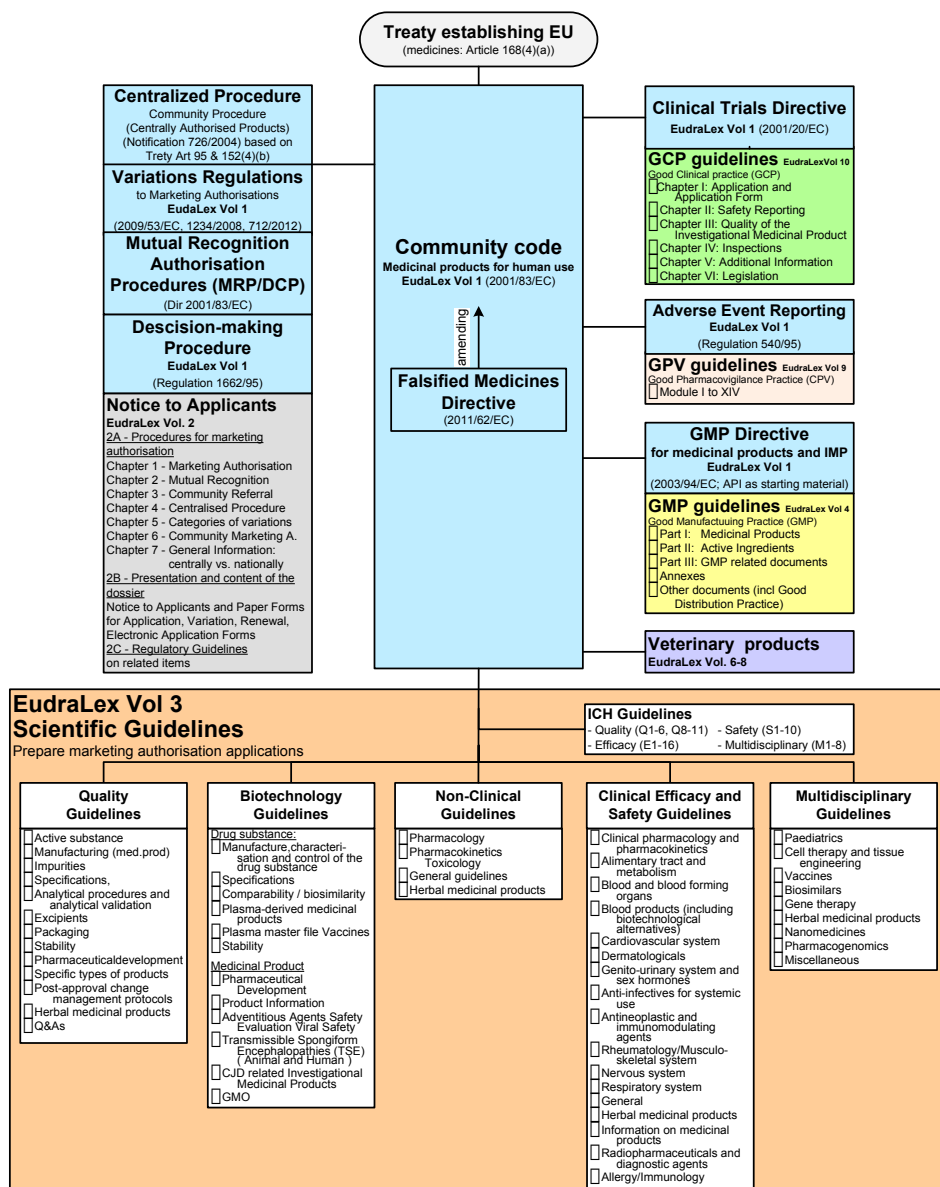 Treaty establishing EU
(medicines: Article 168(4)(a))
Centralized Procedure
Community Procedure
(Centrally Authorised Products)
(Notification 726/2004) based on
Trety Art 95 & 152(4)(b)
Variations Regulations
to Marketing Authorisations
EudaLex Vol 1
(2009/53/EC, 1234/2008, 712/2012)
Mutual Recognition
Authorisation
Procedures (MRP/DCP)
(Dir 2001/83/EC)
Descision-making
Procedure
EudaLex Vol 1
(Regulation 1662/95)
Notice to Applicants
EudraLex Vol. 2
2A - Procedures for marketing
authorisation
Chapter 1 - Marketing Authorisation
Chapter 2 - Mutual Recognition
Chapter 3 - Community Referral
Chapter 4 - Centralised Procedure
Chapter 5 - Categories of variations
Chapter 6 - Community Marketing A.
Chapter 7 - General Information:
centrally vs. nationally
2B - Presentation and content of the
dossier
Notice to Applicants and Paper Forms
for Application, Variation, Renewal,
Electronic Application Forms
2C - Regulatory Guidelines
on related items
Community code
Medicinal products for human use
EudaLex Vol 1 (2001/83/EC)
amending
Falsified Medicines
Directive
(2011/62/EC)
Clinical Trials Directive
EudraLex Vol 1 (2001/20/EC)
GCP guidelines EudraLexVol 10
Good Clinical practice (GCP)
Chapter I: Application and
Application Form
Chapter II: Safety Reporting
Chapter III: Quality of the
Investigational Medicinal Product
Chapter IV: Inspections
Chapter V: Additional Information
Chapter VI: Legislation
Adverse Event Reporting
EudaLex Vol 1
(Regulation 540/95)
GPV guidelines EudraLex Vol 9
Good Pharmacovigilance Practice (CPV)
Module I to XIV
GMP Directive
for medicinal products and IMP
EudraLex Vol 1
(2003/94/EC; API as starting material)
GMP guidelines EudraLex Vol 4
Good Manufactuuing Practice (GMP)
Part I: Medicinal Products
Part II: Active Ingredients
Part III: GMP related documents
Annexes
Other documents (incl Good
Distribution Practice)
Veterinary products
EudraLex Vol. 6-8
EudraLex Vol 3
Scientific Guidelines
Prepare marketing authorisation applications
ICH Guidelines
- Quality (Q1-6, Q8-11) - Safety (S1-10)
- Efficacy (E1-16) - Multidisciplinary (M1-8)
Quality
Guidelines
Active substance
Manufacturing (med.prod)
Impurities
Specifications,
Analytical procedures and
analytical validation
Excipients
Packaging
Stability
Pharmaceuticaldevelopment
Specific types of products
Post-approval change
management protocols
Herbal medicinal products
Q&As
Biotechnology
Guidelines
Drug substance:
Manufacture,characteri-
sation and control of the
drug substance
Specifications
Comparability / biosimilarity
Plasma-derived medicinal
products
Plasma master file Vaccines
Stability
Medicinal Product
Pharmaceutical
Development
Product Information
Adventitious Agents Safety
Evaluation Viral Safety
Transmissible Spongiform
Encephalopathies (TSE)
( Animal and Human )
CJD related Investigational
Medicinal Products
GMO
Non-Clinical
Guidelines
Pharmacology
Pharmacokinetics
Toxicology
General guidelines
Herbal medicinal products
Clinical Efficacy and
Safety Guidelines
Clinical pharmacology and
pharmacokinetics
Alimentary tract and
metabolism
Blood and blood forming
organs
Blood products (including
biotechnological
alternatives)
Cardiovascular system
Dermatologicals
Genito-urinary system and
sex hormones
Anti-infectives for systemic
use
Antineoplastic and
immunomodulating
agents
Rheumatology/Musculo-
skeletal system
Nervous system
Respiratory system
General
Herbal medicinal products
Information on medicinal
products
Radiopharmaceuticals and
diagnostic agents
Allergy/Immunology
Multidisciplinary
Guidelines
Paediatrics
Cell therapy and tissue
engineering
Vaccines
Biosimilars
Gene therapy
Herbal medicinal products
Nanomedicines
Pharmacogenomics
Miscellaneous